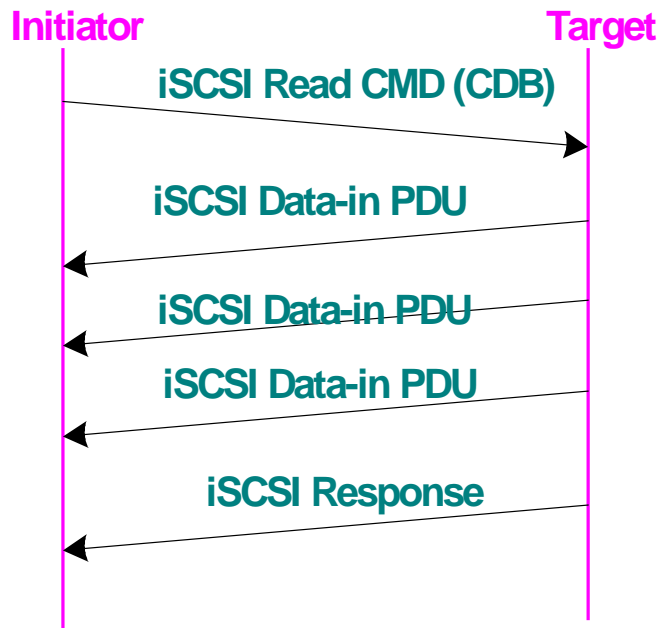 Initiator
Target
iSCSI Read CMD (CDB)
iSCSI Data-in PDU
iSCSI Data-in PDU
iSCSI Data-in PDU
iSCSI Response